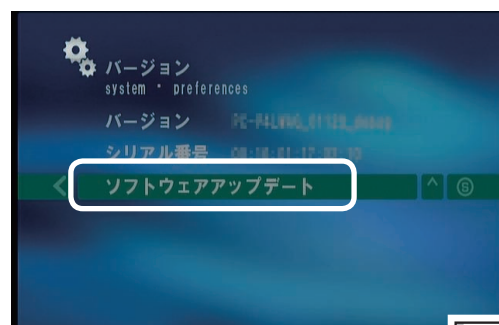 バージョン
system · preferences
バージョン
シリアル番号
ソフトウェアアップデート